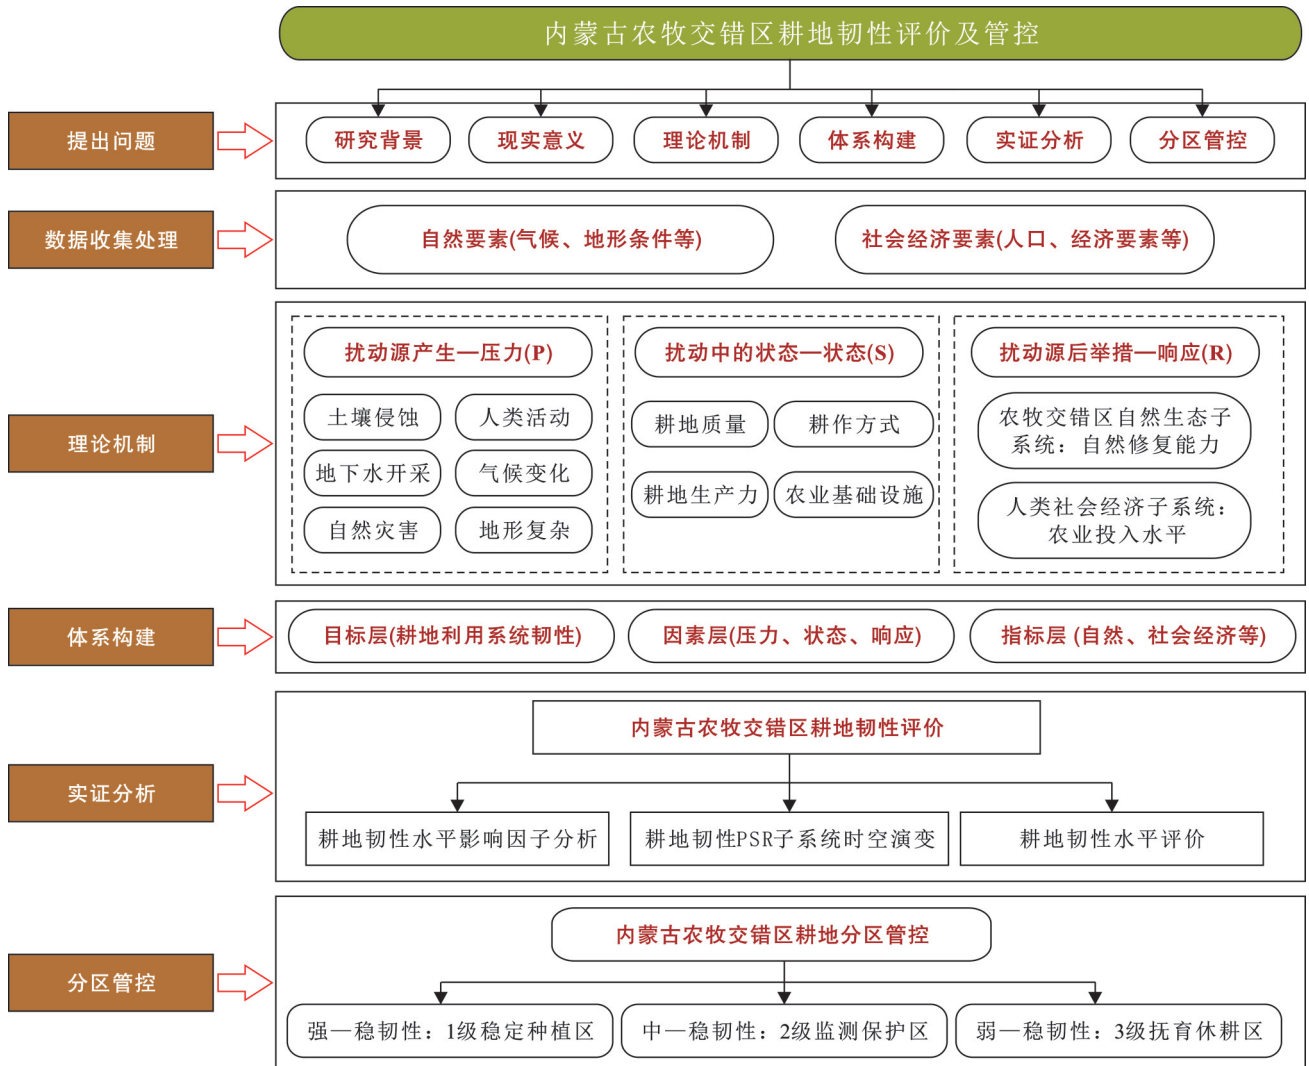 内蒙古农牧交错区耕地韧性评价及管控
提出问题
研究背景
现实意义
理论机制
体系构建
实证分析
分区管控
数据收集处理
自然要素(气候、地形条件等)
社会经济要素(人口、经济要素等)
理论机制
扰动源产生—压力(P)
土壤侵蚀
人类活动
地下水开采
气候变化
自然灾害
地形复杂
扰动中的状态—状态(S)
耕地质量
耕作方式
耕地生产力
农业基础设施
扰动源后举措—响应(R)
农牧交错区自然生态子
系统：自然修复能力
人类社会经济子系统：
农业投入水平
体系构建
目标层(耕地利用系统韧性)
因素层(压力、状态、响应)
指标层 (自然、社会经济等)
实证分析
内蒙古农牧交错区耕地韧性评价
耕地韧性水平影响因子分析
耕地韧性PSR子系统时空演变
耕地韧性水平评价
分区管控
内蒙古农牧交错区耕地分区管控
强—稳韧性：1级稳定种植区
中—稳韧性：2级监测保护区
弱—稳韧性：3级抚育休耕区